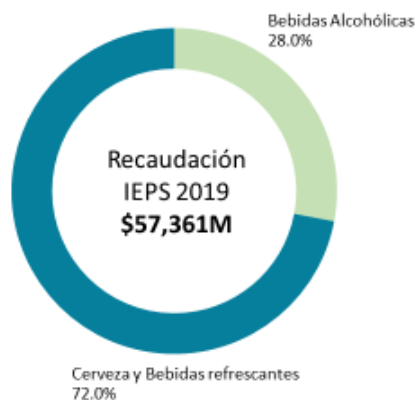 Bebidas Alcohólicas
28.0%
Recaudación
IEPS 2019
$57,361M
Cerveza y Bebidas refrescantes
72.0%